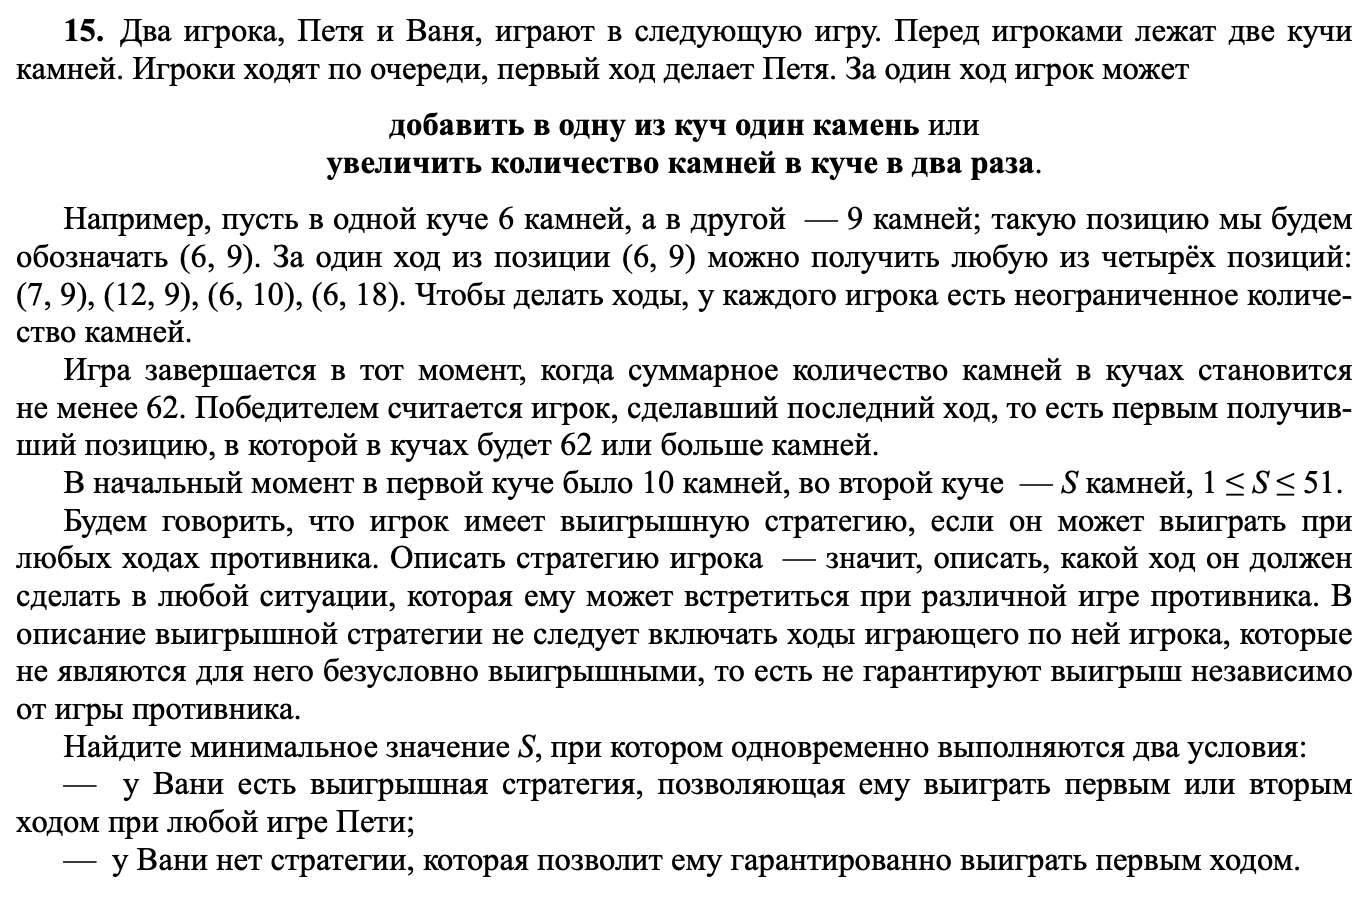 15. Два игрока, Петя и Ваня, играют в следующую игру. Перед игроками лежат две кучи
камней. Игроки ходят по очереди, первый ход делает Петя. За один ход игрок может
добавить в одну из куч один камень или
увеличить количество камней в куче в два раза.
Например, пусть в одной куче 6 камней, а в другой — 9 камней; такую позицию мы будем
обозначать (6, 9). За один ход из позиции (6, 9) можно получить любую из четырёх позиций:
(7, 9), (12, 9), (6, 10), (6, 18). Чтобы делать ходы, у каждого игрока есть неограниченное количе-
ство камней.
Игра завершается в тот момент, когда суммарное количество камней в кучах становится
не менее 62. Победителем считается игрок, сделавший последний ход, то есть первым получив-
ший позицию, в которой в кучах будет 62 или больше камней.
В начальный момент в первой куче было 10 камней, во второй куче — S камней, 1 ≤ S ≤ 51.
Будем говорить, что игрок имеет выигрышную стратегию, если он может выиграть при
любых ходах противника. Описать стратегию игрока — значит, описать, какой ход он должен
сделать в любой ситуации, которая ему может встретиться при различной игре противника. В
описание выигрышной стратегии не следует включать ходы играющего по ней игрока, которые
не являются для него безусловно выигрышными, то есть не гарантируют выигрыш независимо
от игры противника.
Найдите минимальное значение S, при котором одновременно выполняются два условия:
— у Вани есть выигрышная стратегия, позволяющая ему выиграть первым или вторым
ходом при любой игре Пети;
— у Вани нет стратегии, которая позволит ему гарантированно выиграть первым ходом.